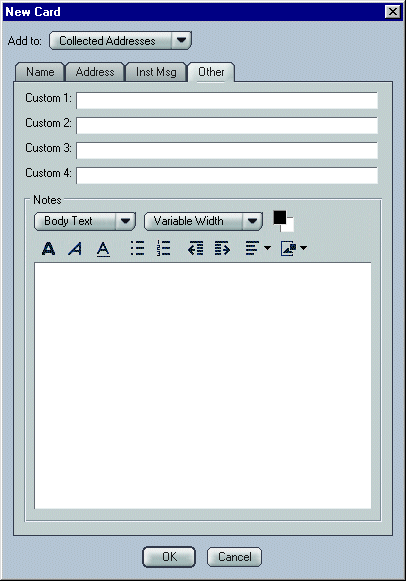 New Card
Add to: Collected Addresses
Name Address Inst Msg Other
Custom 1:
Custom 2:
Custom 3:
Custom 4:
Notes
Body Text Variable Width
A A A
OK Cancel